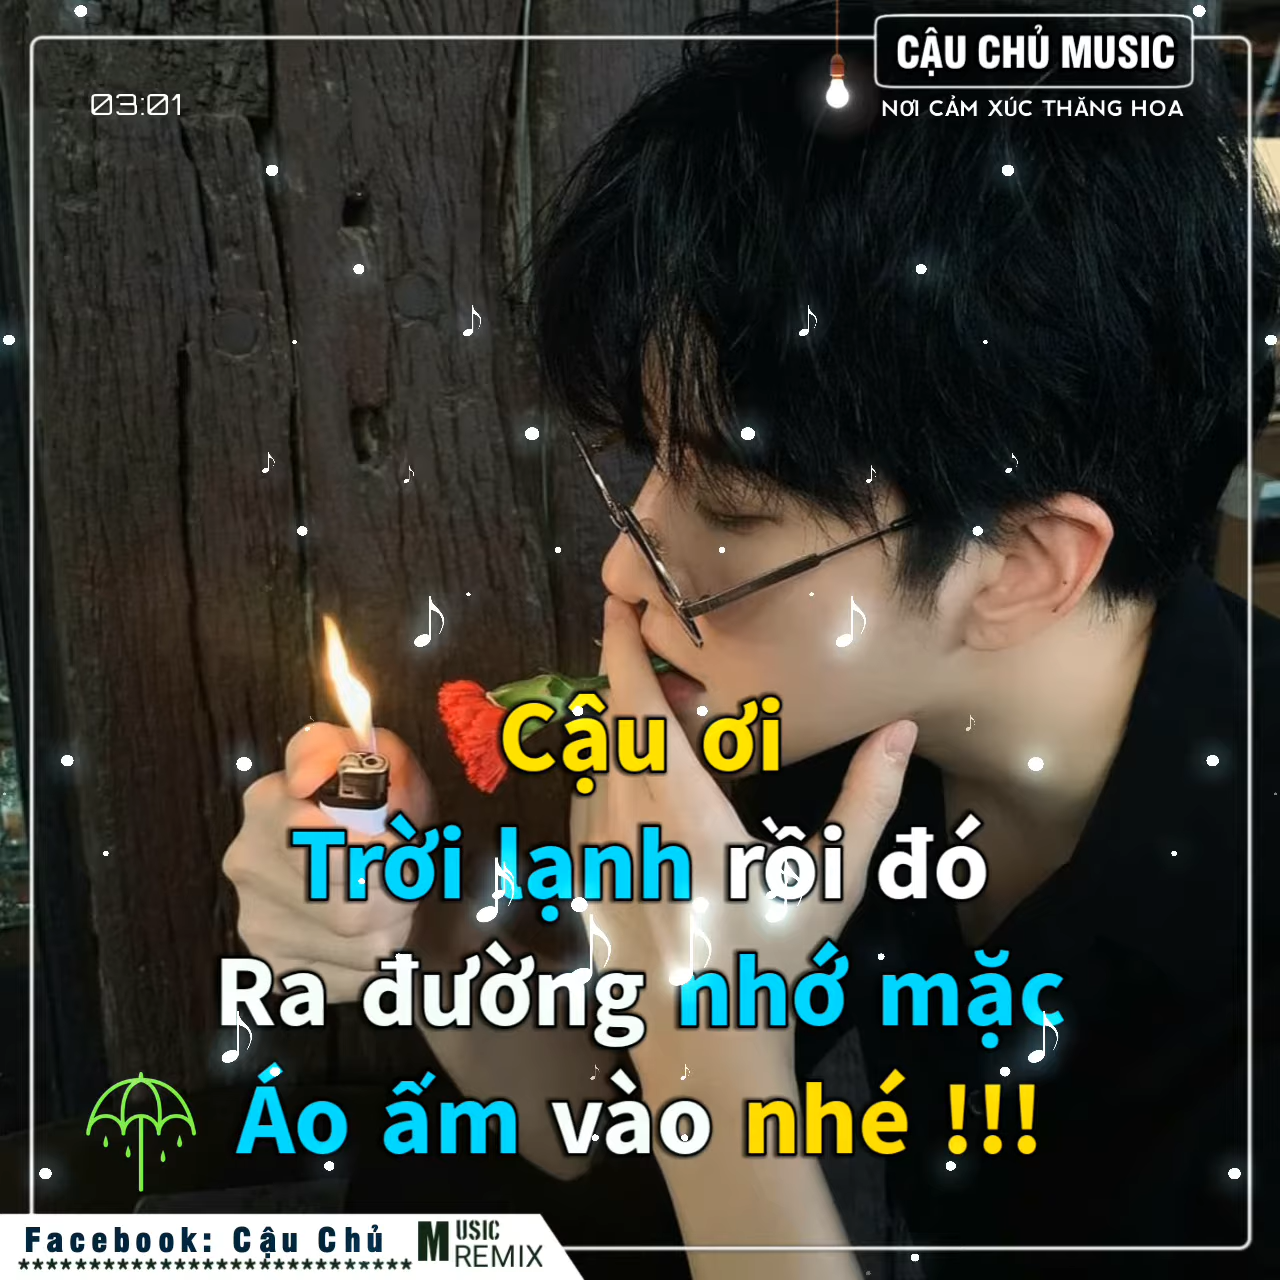 CẬU CHỦ MUSIC
NƠI CẢM XÚC THĂNG HOA
03:01
Cậu ơi
Trời lạnh rồi đó
Ra đường nhớ mặc
Áo ấm vào nhé !!!
Facebook: Cậu Chủ
****************************
MUSIC
REMIX